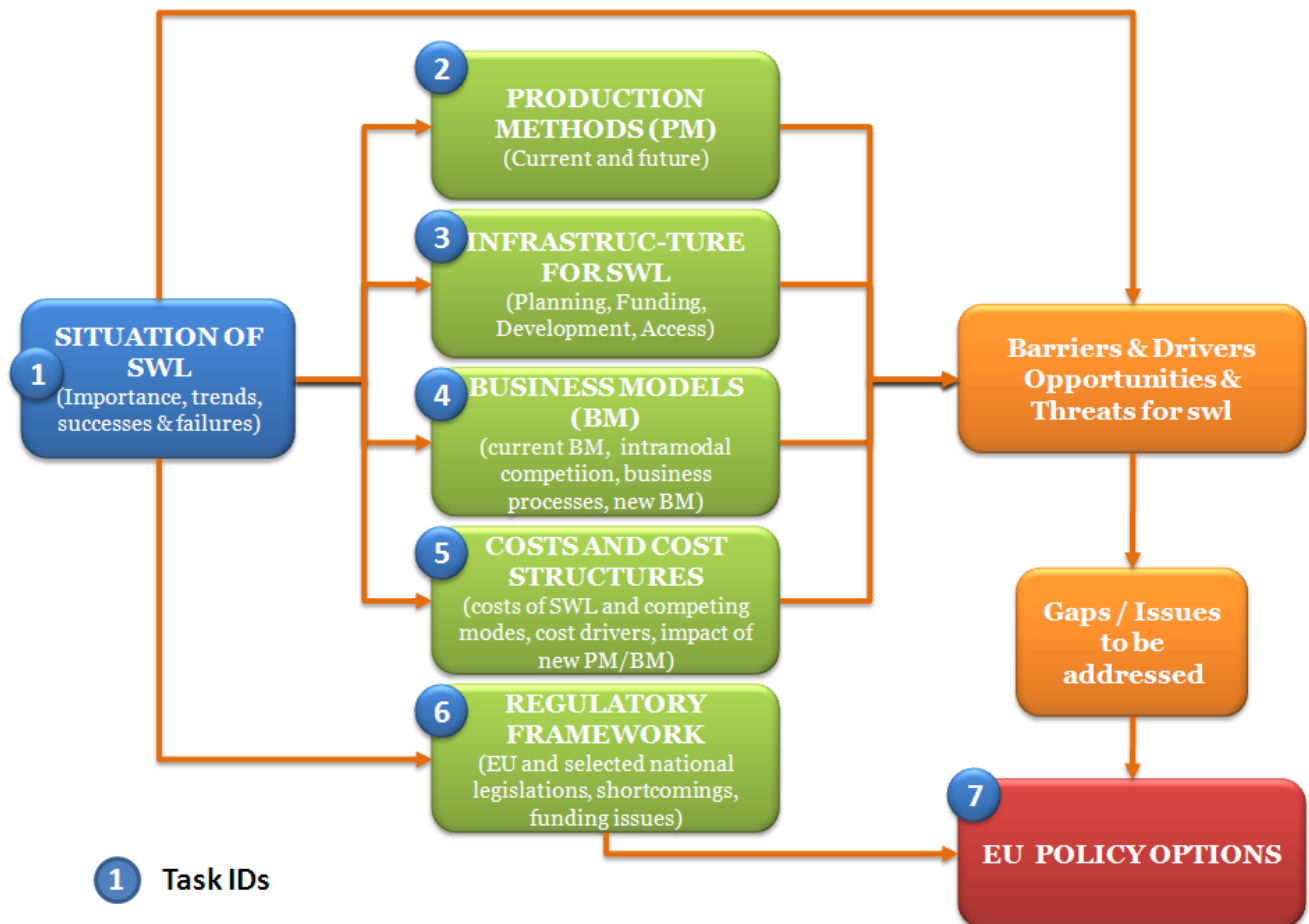 1
SITUATION OF
SWL
(Importance, trends,
successes & failures)
2
PRODUCTION
METHODS (PM)
(Current and future)
3
INFRASTRUC-TURE
FOR SWL
(Planning, Funding,
Development, Access)
4
BUSINESS MODELS
(BM)
(current BM, intramodal
competiion, business
processes, new BM)
5
COSTS AND COST
STRUCTURES
(costs of SWL and competing
modes, cost drivers, impact of
new PM/BM)
6
REGULATORY
FRAMEWORK
(EU and selected national
legislations, shortcomings,
funding issues)
Barriers & Drivers
Opportunities &
Threats for swl
Gaps / Issues
to be
addressed
7
EU POLICY OPTIONS
1 Task IDs